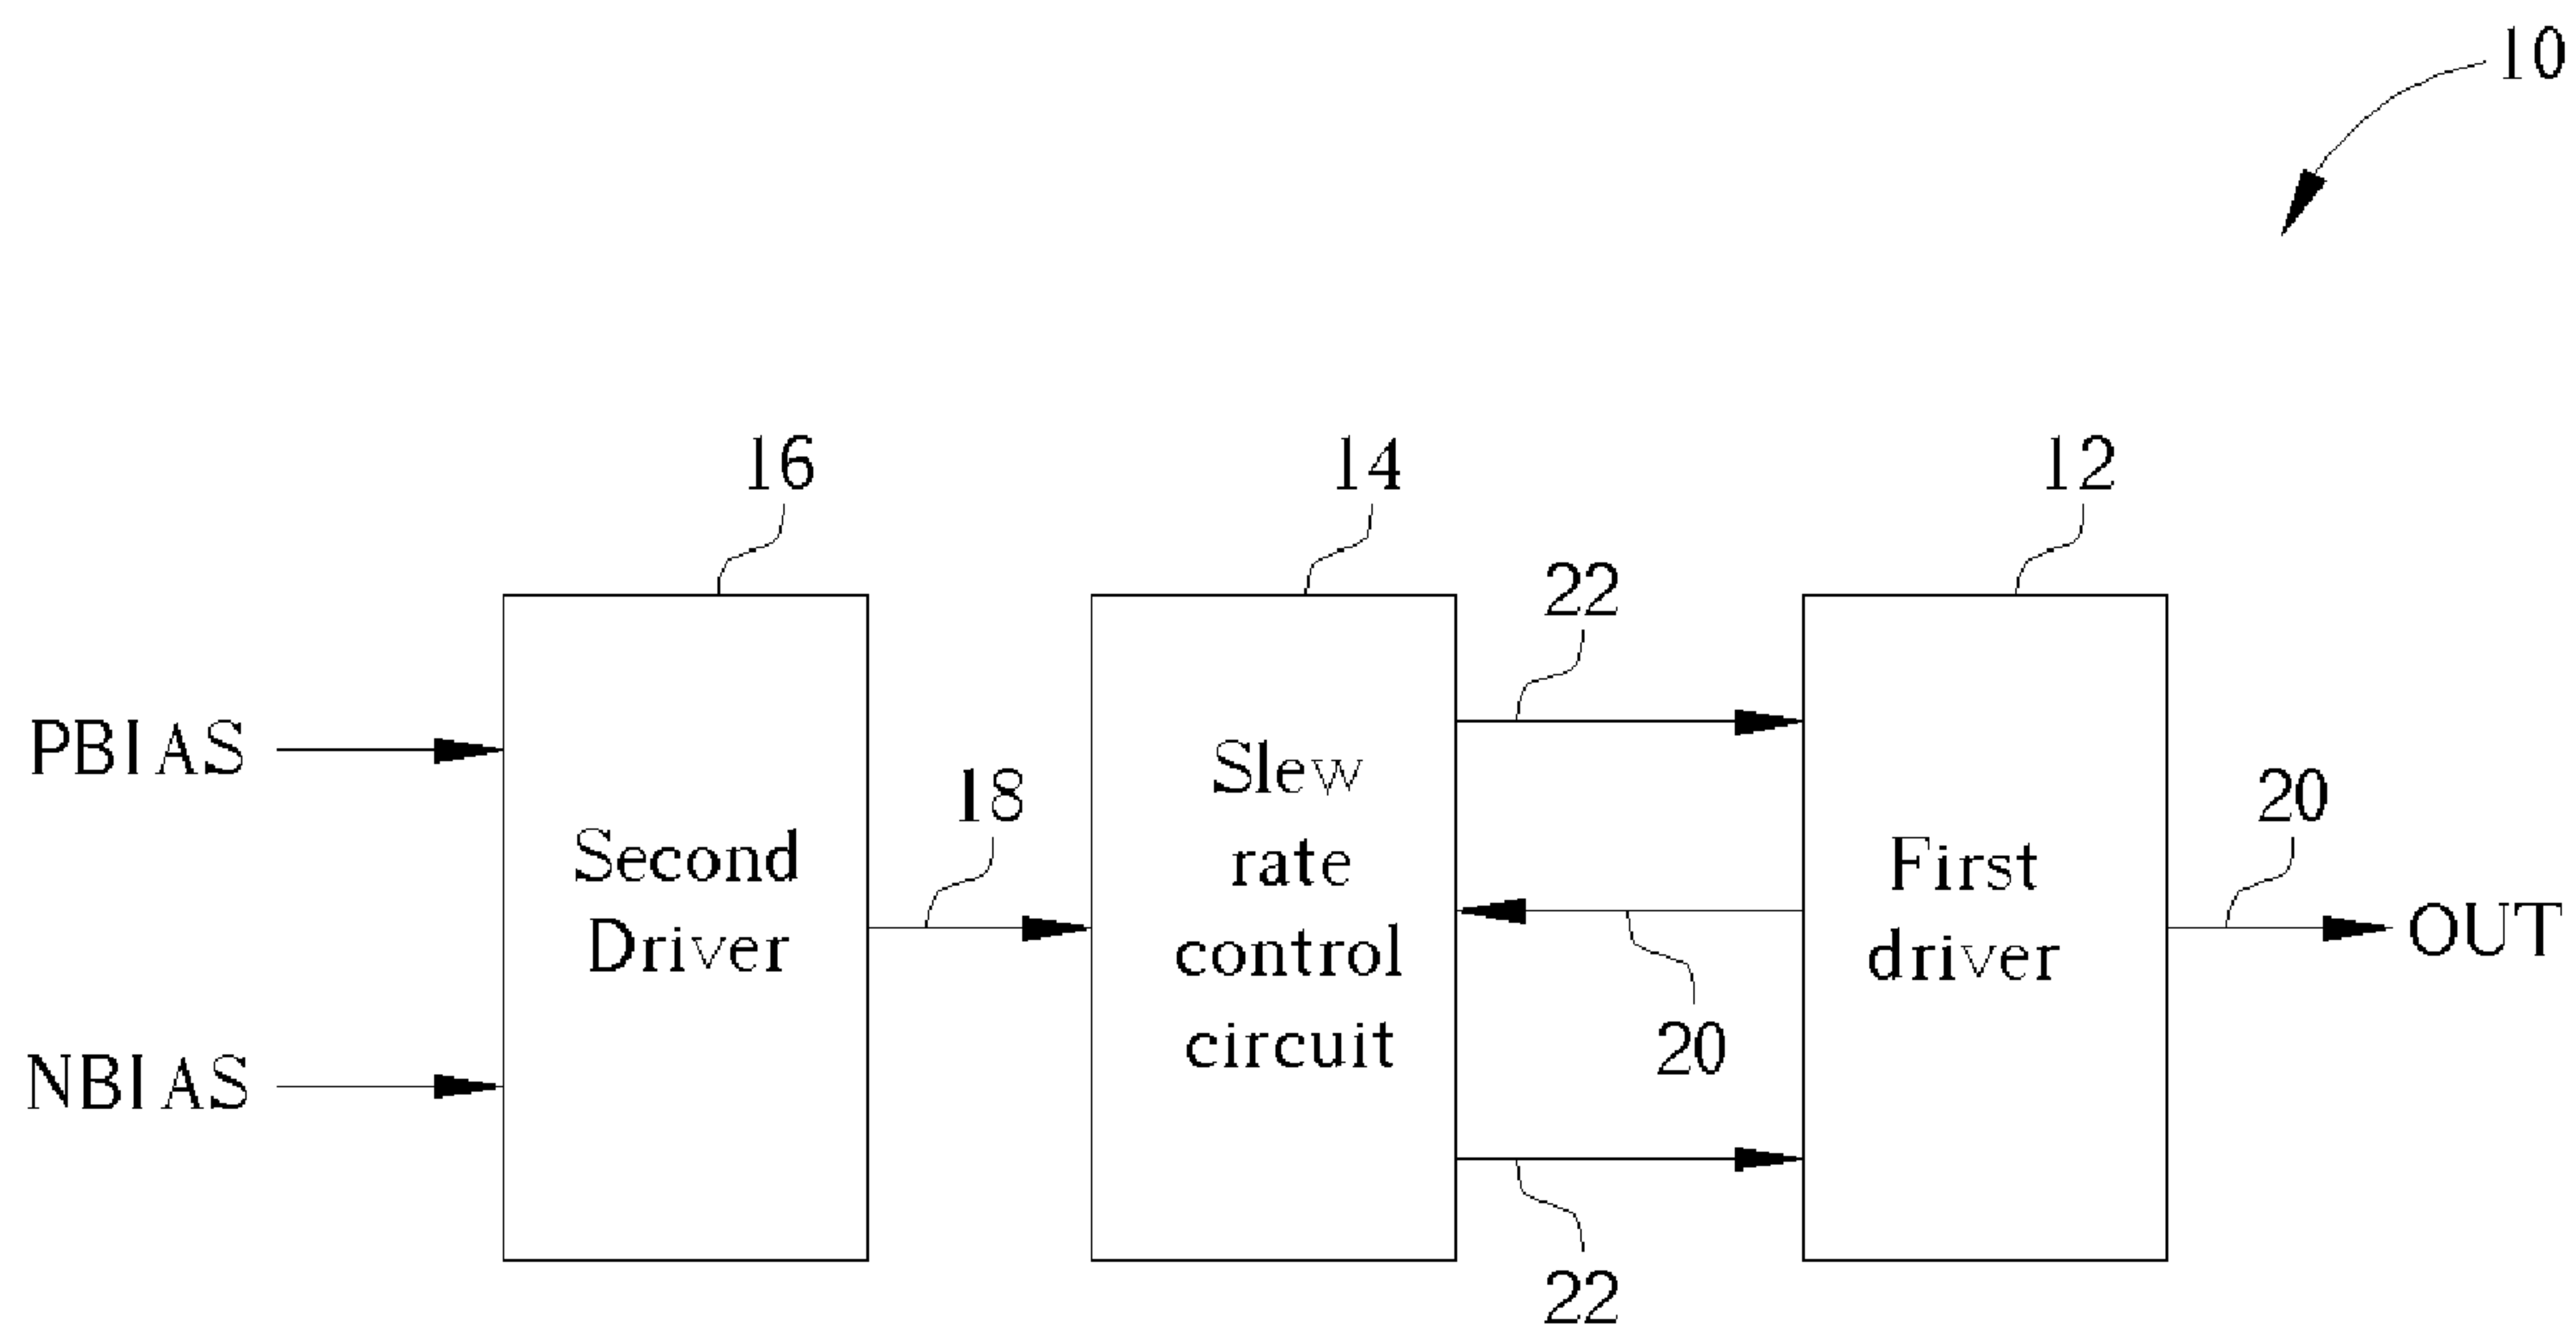 10
16
14
12
22
PBIAS
Second
Driver
18
Slew
rate
control
circuit
First
driver
20
OUT
20
NBIAS
22